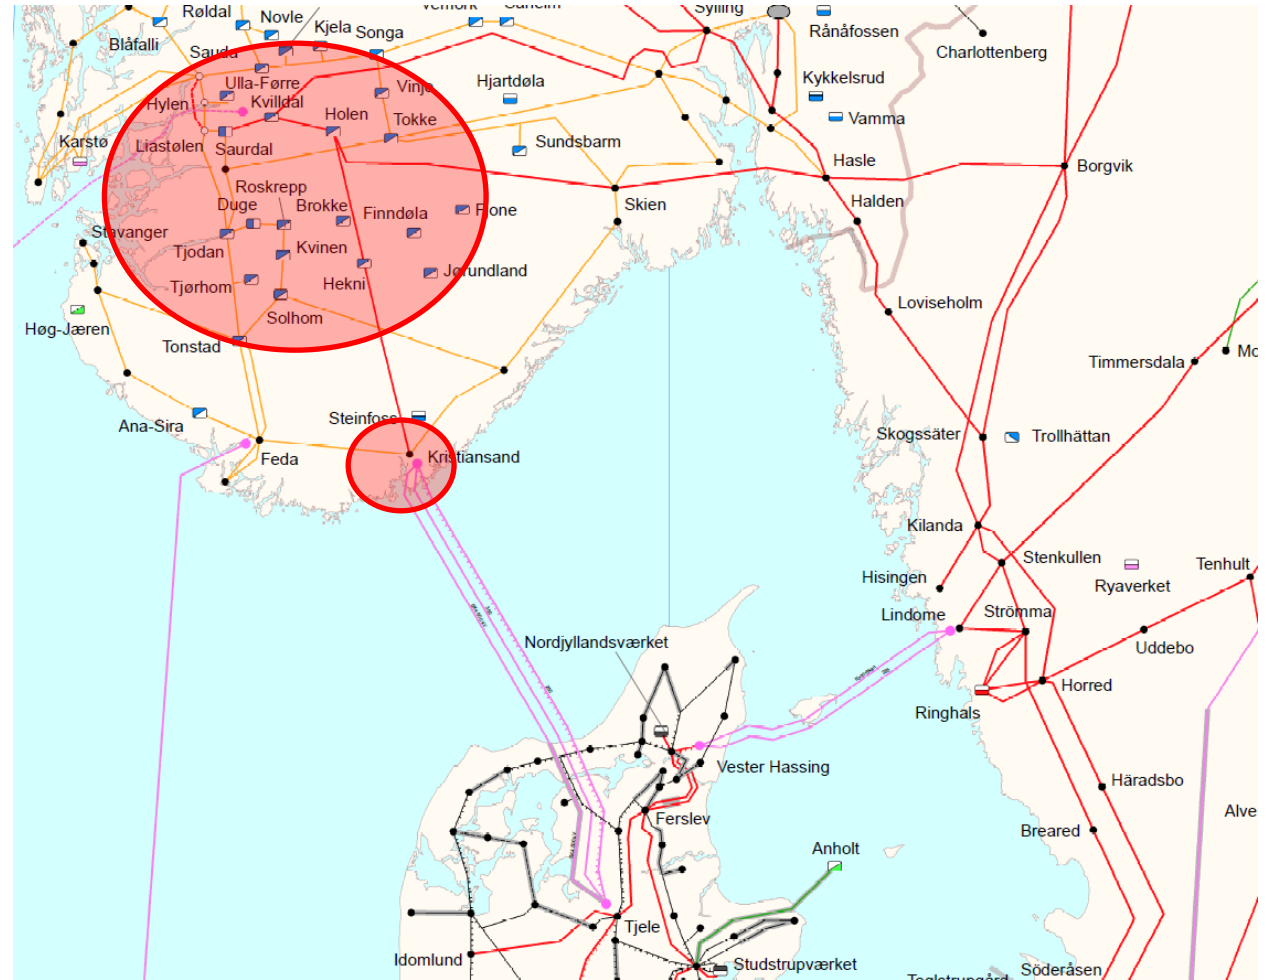 Røldal
Novle
Kjela
Songa
Sylling
Rånåfossen
Charlottenberg
Blåfalli
Sauda
Ulla-Førre
Vinje
Hjartdøla
Kykkelsrud
Hylen
Kvilldal
Holen
Tokke
Vamma
Karstø
Liastølen
Saurdal
Sundsbarm
Hasle
Borgvik
Roskrepp
Duge
Brokke
Finndøla
Fjone
Skien
Halden
Stavanger
Tjodan
Kvinen
Tjørhom
Hekni
Jørundland
Solhom
Loviseholm
Høg-Jæren
Tonstad
Timmersdala
Mo
Ana-Sira
Steinfoss
Feda
Kristiansand
Skogssäter
Trollhättan
Kilanda
Stenkullen
Tenhult
Hisingen
Ryaverket
Lindome
Strömma
Nordjyllandsværket
Uddebo
Horred
Ringhals
Vester Hassing
Häradsbo
Ferslev
Breared
Alve
Anholt
Tjele
Idomlund
Studstrupværket
Söderåsen